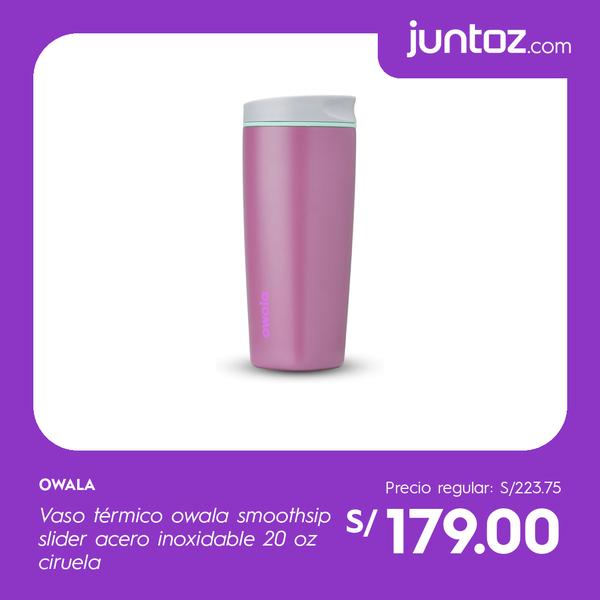 juntoz.com
owala
OWALA
Precio regular: S/223.75
Vaso térmico owala smoothsip
slider acero inoxidable 20 oz
ciruela
S/179.00